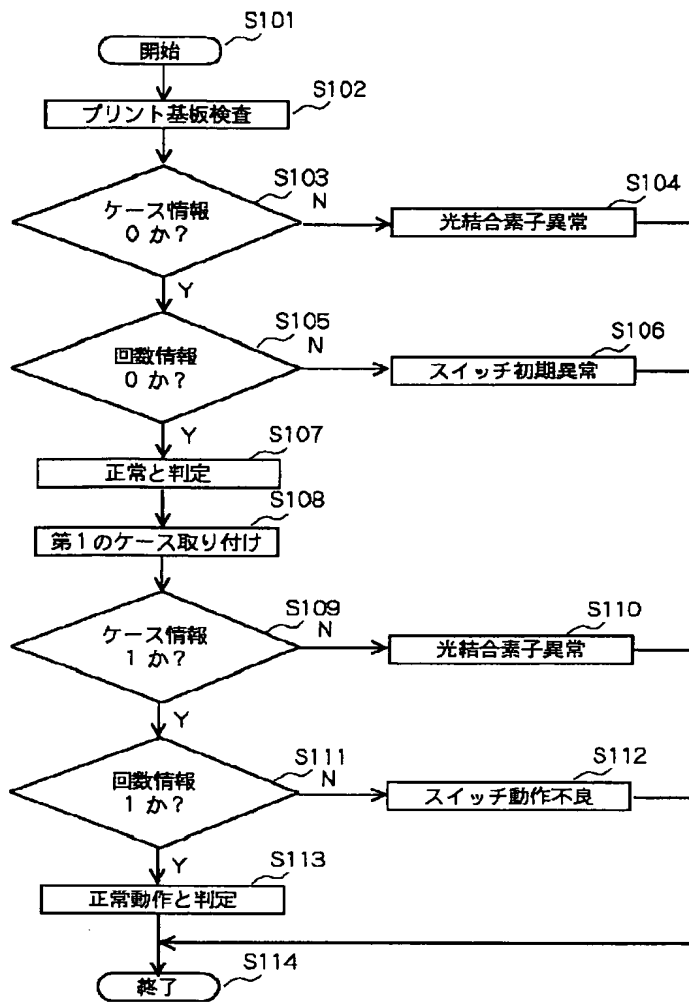 S101
開始
S102
プリント基板検査
S103
ケース情報
0 か？
N
Y
S104
光結合素子異常
S105
回数情報
0 か？
N
Y
S106
スイッチ初期異常
S107
正常と判定
S108
第1のケース取り付け
S109
ケース情報
1 か？
N
Y
S110
光結合素子異常
S111
回数情報
1 か？
N
Y
S112
スイッチ動作不良
S113
正常動作と判定
S114
終了